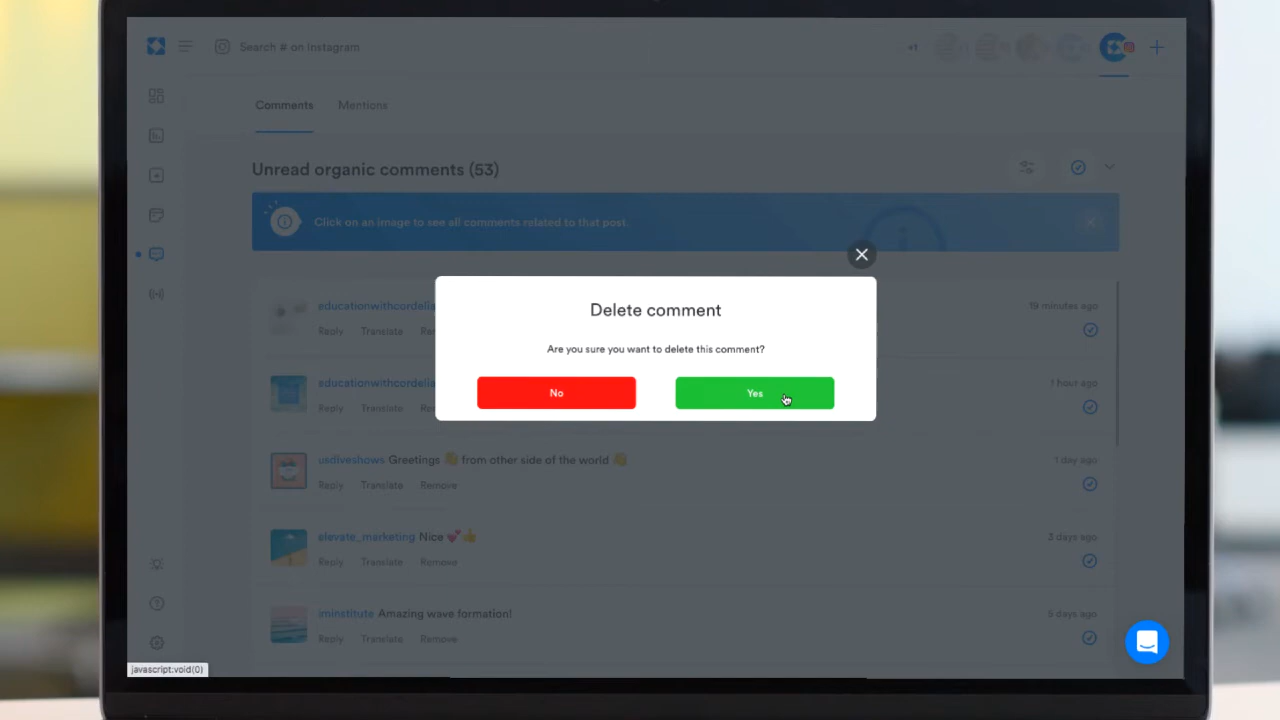 Search # on Instagram
+1
Comments
Mentions
Unread organic comments (53)
Click on an image to see all comments related to that post.
Delete comment
Are you sure you want to delete this comment?
No
Yes
educationwithcordelia
19 minutes ago
Reply Translate
educationwithcordelia
1 hour ago
Reply Translate
usdiveshows Greetings 👋 from other side of the world 👋
1 day ago
Reply Translate Remove
elevate_marketing Nice 💕👍
3 days ago
Reply Translate Remove
iminstitute Amazing wave formation!
5 days ago
Reply Translate Remove
javascript:void(0)